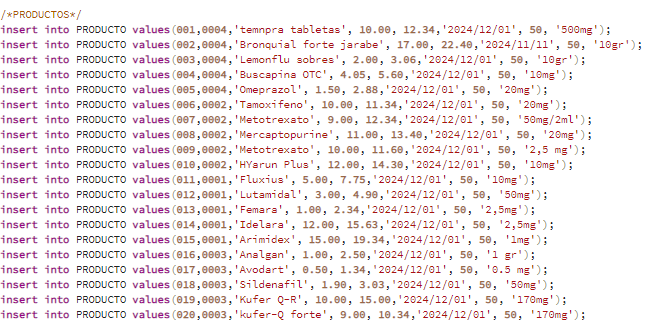 /*PRODUCTOS*/
insert into PRODUCTO values(001,0004,'temnpra tabletas', 10.00, 12.34,'2024/12/01', 50, '500mg');
insert into PRODUCTO values(002,0004,'Bronquial forte jarabe', 17.00, 22.40,'2024/11/11', 50, '10gr');
insert into PRODUCTO values(003,0004,'Lemonflu sobres', 2.00, 3.06,'2024/12/01', 50, '10gr');
insert into PRODUCTO values(004,0004,'Buscapina OTC', 4.05, 5.60,'2024/12/01', 50, '10mg');
insert into PRODUCTO values(005,0004,'Omeprazol', 1.50, 2.88,'2024/12/01', 50, '20mg');
insert into PRODUCTO values(006,0002,'Tamoxifeno', 10.00, 11.34,'2024/12/01', 50, '20mg');
insert into PRODUCTO values(007,0002,'Metotrexato', 9.00, 12.34,'2024/12/01', 50, '50mg/2ml');
insert into PRODUCTO values(008,0002,'Mercaptopurine', 11.00, 13.40,'2024/12/01', 50, '20mg');
insert into PRODUCTO values(009,0002,'Metotrexato', 10.00, 11.60,'2024/12/01', 50, '2,5 mg');
insert into PRODUCTO values(010,0002,'HYarun Plus', 12.00, 14.30,'2024/12/01', 50, '10mg');
insert into PRODUCTO values(011,0001,'Fluxius', 5.00, 7.75,'2024/12/01', 50, '10mg');
insert into PRODUCTO values(012,0001,'Lutamidal', 3.00, 4.90,'2024/12/01', 50, '50mg');
insert into PRODUCTO values(013,0001,'Femara', 1.00, 2.34,'2024/12/01', 50, '2,5mg');
insert into PRODUCTO values(014,0001,'Idelara', 12.00, 15.63,'2024/12/01', 50, '2,5mg');
insert into PRODUCTO values(015,0001,'Arimidex', 15.00, 19.34,'2024/12/01', 50, '1mg');
insert into PRODUCTO values(016,0003,'Analgan', 1.00, 2.50,'2024/12/01', 50, '1 gr');
insert into PRODUCTO values(017,0003,'Avodart', 0.50, 1.34,'2024/12/01', 50, '0.5 mg');
insert into PRODUCTO values(018,0003,'Sildenafil', 1.90, 3.03,'2024/12/01', 50, '50mg');
insert into PRODUCTO values(019,0003,'Kufer Q-R', 10.00, 15.00,'2024/12/01', 50, '170mg');
insert into PRODUCTO values(020,0003,'kufer-Q forte', 9.00, 10.34,'2024/12/01', 50, '170mg');